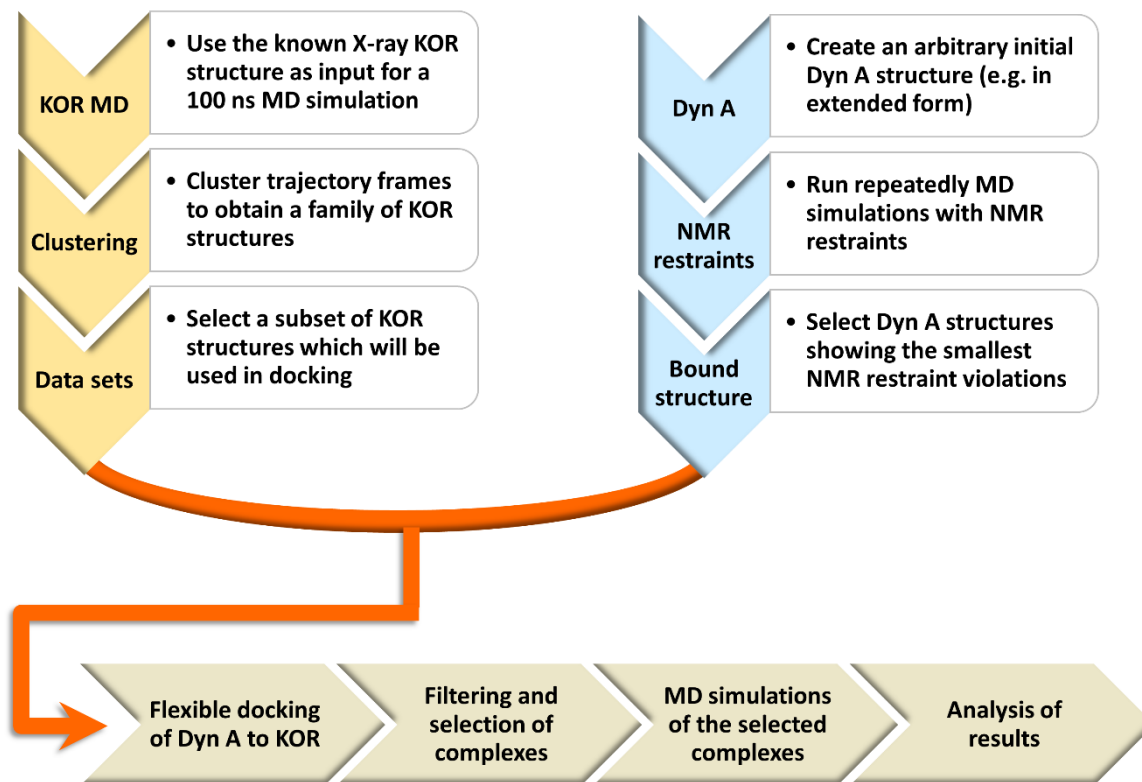 KOR MD
• Use the known X-ray KOR
structure as input for a
100 ns MD simulation
Clustering
• Cluster trajectory frames
to obtain a family of KOR
structures
Data sets
• Select a subset of KOR
structures which will be
used in docking
Dyn A
• Create an arbitrary initial
Dyn A structure (e.g. in
extended form)
NMR
restraints
• Run repeatedly MD
simulations with NMR
restraints
Bound
structure
• Select Dyn A structures
showing the smallest
NMR restraint violations
Flexible docking
of Dyn A to KOR
Filtering and
selection of
complexes
MD simulations
of the selected
complexes
Analysis of
results